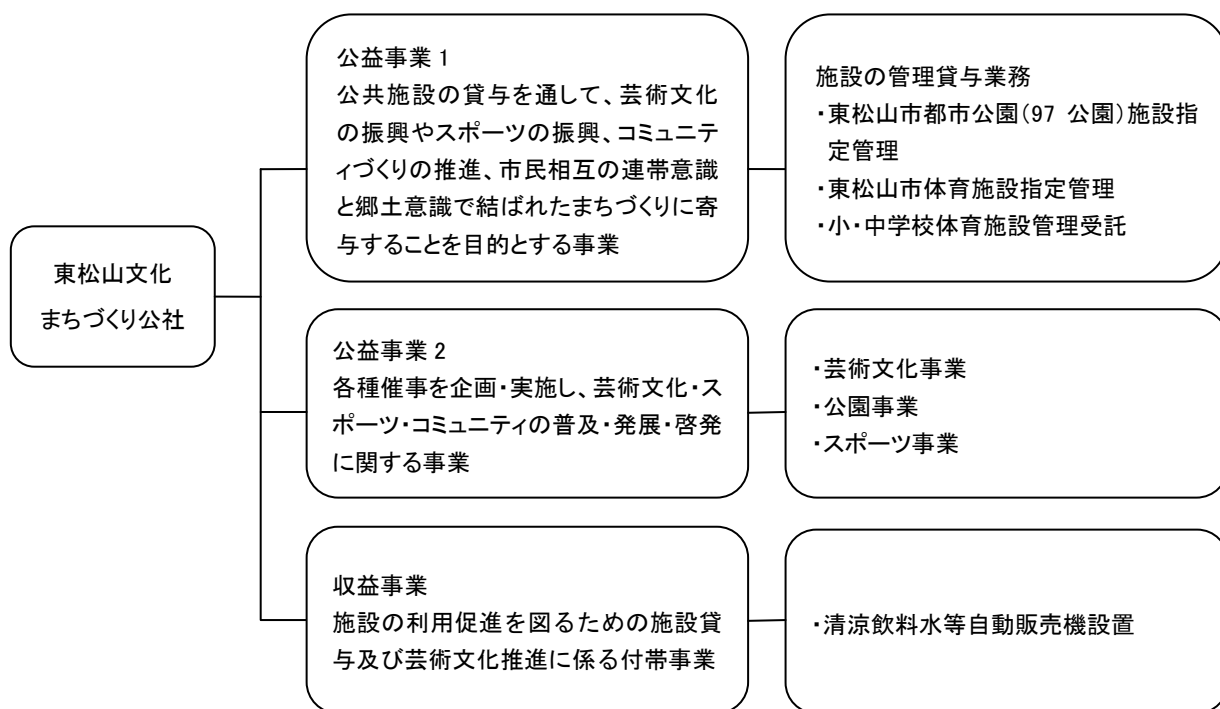 東松山文化
まちづくり公社
公益事業 1
公共施設の貸与を通して、芸術文化
の振興やスポーツの振興、コミュニテ
ィづくりの推進、市民相互の連帯意識
と郷土意識で結ばれたまちづくりに寄
与することを目的とする事業
施設の管理貸与業務
・東松山市都市公園(97 公園)施設指
定管理
・東松山市体育施設指定管理
・小・中学校体育施設管理受託
公益事業 2
各種催事を企画・実施し、芸術文化・ス
ポーツ・コミュニティの普及・発展・啓発
に関する事業
・芸術文化事業
・公園事業
・スポーツ事業
収益事業
施設の利用促進を図るための施設貸
与及び芸術文化推進に係る付帯事業
・清涼飲料水等自動販売機設置